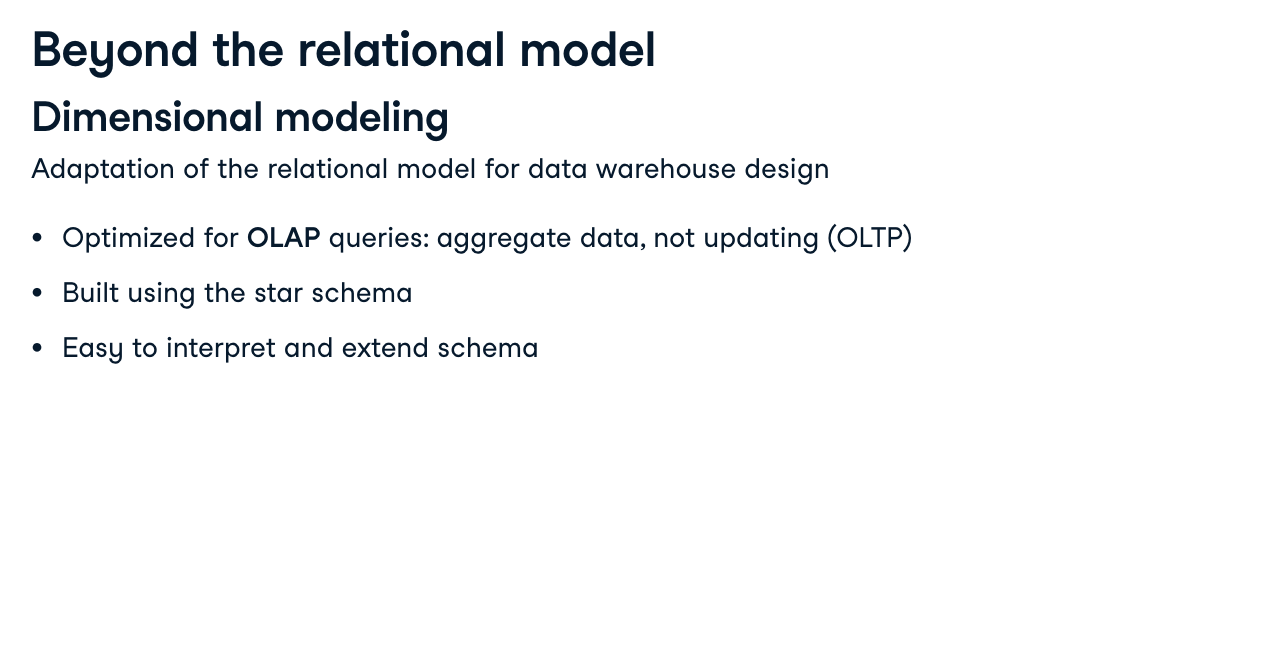 Beyond the relational model
Dimensional modeling
Adaptation of the relational model for data warehouse design
• Optimized for OLAP queries: aggregate data, not updating (OLTP)
• Built using the star schema
• Easy to interpret and extend schema